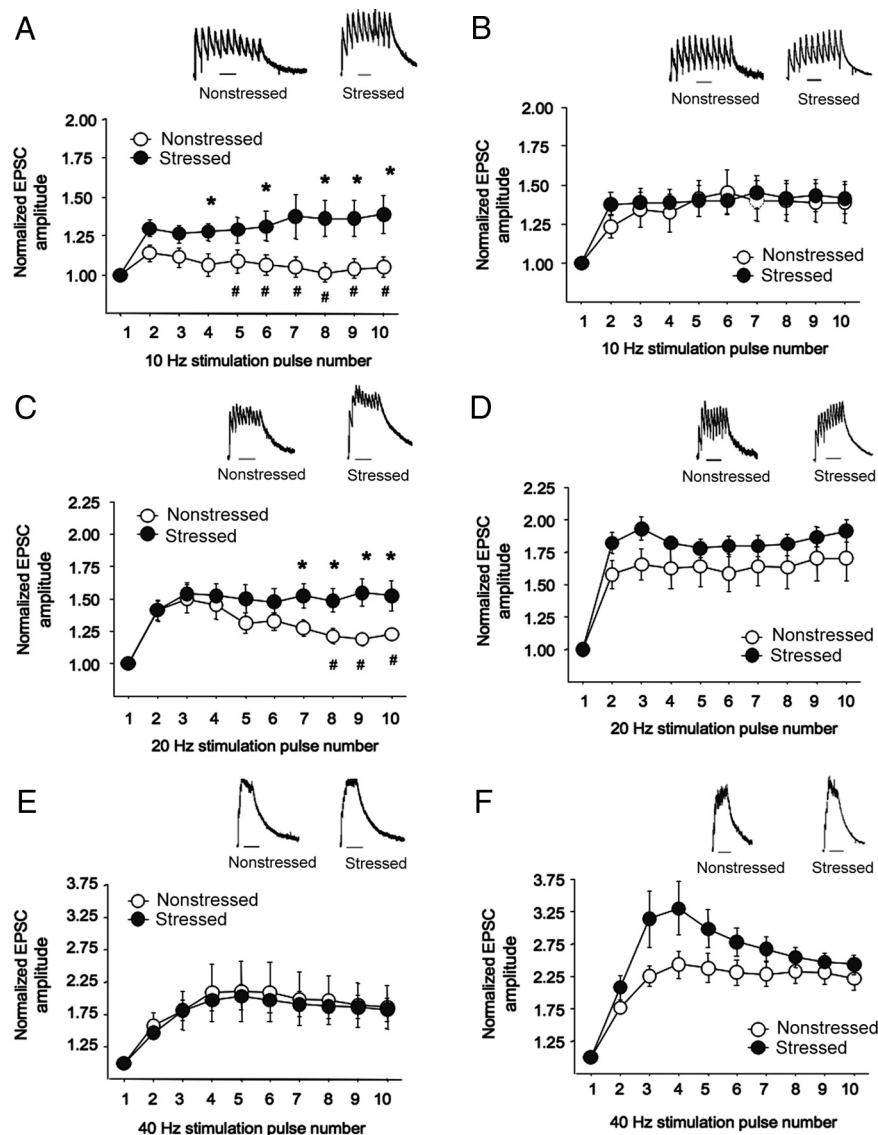 A
Nonstressed
Stressed
Normalized EPSC
amplitude
2.00
1.75
1.50
1.25
1.00
Nonstressed
Stressed
* * * * *
# # # # # #
1 2 3 4 5 6 7 8 9 10
10 Hz stimulation pulse number
B
Nonstressed
Stressed
Normalized EPSC
amplitude
2.00
1.75
1.50
1.25
1.00
Nonstressed
Stressed
1 2 3 4 5 6 7 8 9 10
10 Hz stimulation pulse number
C
Nonstressed
Stressed
Normalized EPSC
amplitude
2.25
2.00
1.75
1.50
1.25
1.00
Nonstressed
Stressed
* * * *
# # #
1 2 3 4 5 6 7 8 9 10
20 Hz stimulation pulse number
D
Nonstressed
Stressed
Normalized EPSC
amplitude
2.25
2.00
1.75
1.50
1.25
1.00
Nonstressed
Stressed
1 2 3 4 5 6 7 8 9 10
20 Hz stimulation pulse number
E
Nonstressed
Stressed
Normalized EPSC
amplitude
3.75
3.25
2.75
2.25
1.75
1.25
Nonstressed
Stressed
1 2 3 4 5 6 7 8 9 10
40 Hz stimulation pulse number
F
Nonstressed
Stressed
Normalized EPSC
amplitude
3.75
3.25
2.75
2.25
1.75
1.25
Nonstressed
Stressed
1 2 3 4 5 6 7 8 9 10
40 Hz stimulation pulse number